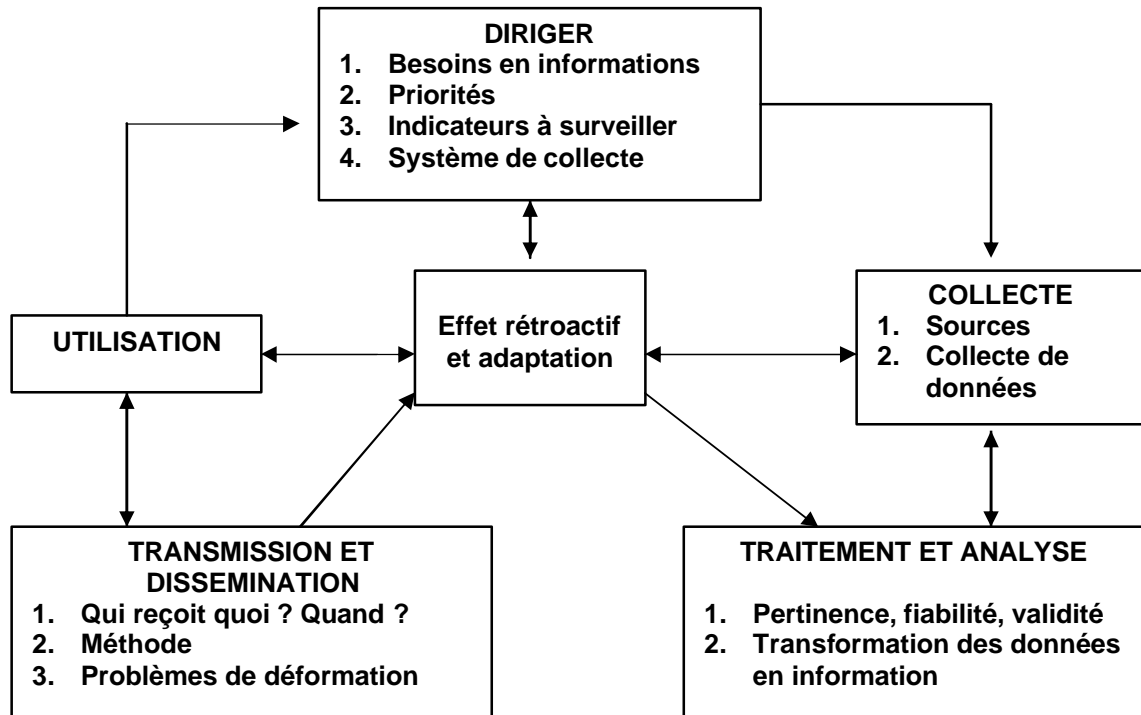 DIRIGER
1. Besoins en informations
2. Priorités
3. Indicateurs à surveiller
4. Système de collecte
UTILISATION
Effet rétroactif
et adaptation
COLLECTE
1. Sources
2. Collecte de
données
TRANSMISSION ET
DISSEMINATION
1. Qui reçoit quoi ? Quand ?
2. Méthode
3. Problèmes de déformation
TRAITEMENT ET ANALYSE
1. Pertinence, fiabilité, validité
2. Transformation des données
en information